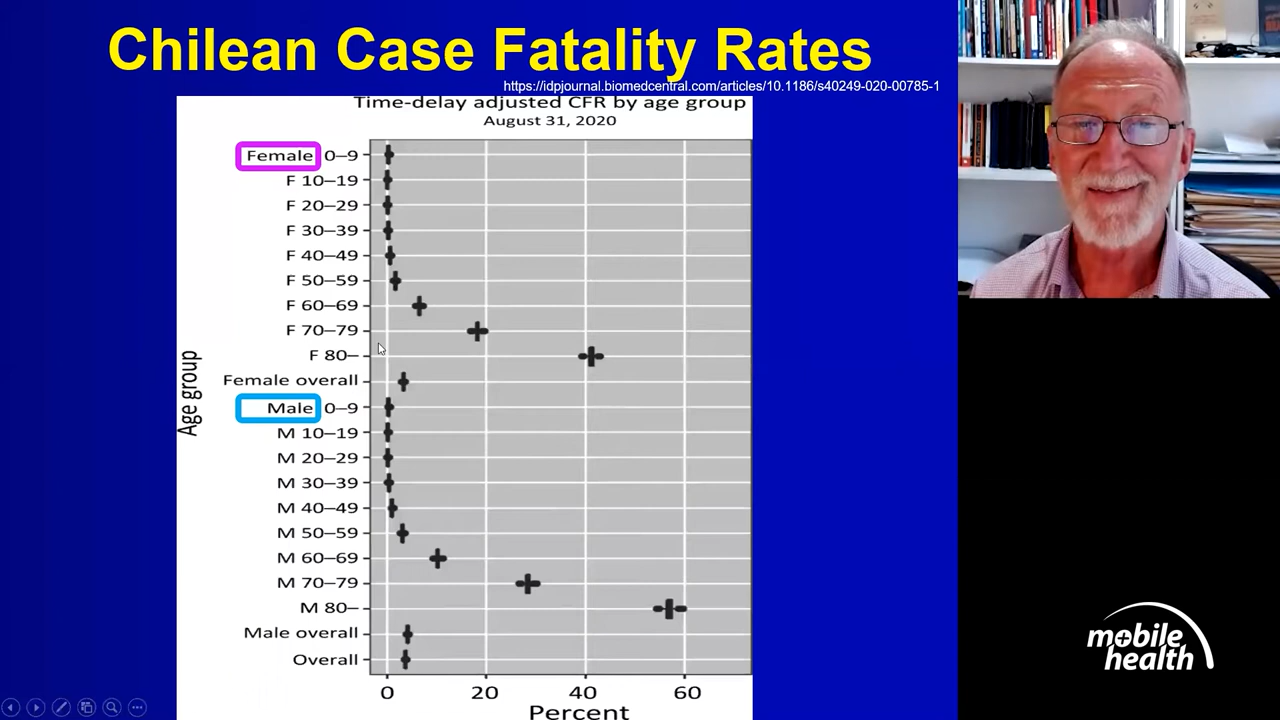 Chilean Case Fatality Rates
https://idpjournal.biomedcentral.com/articles/10.1186/s40249-020-00785-1
Time-delay adjusted CFR by age group
August 31, 2020
Age group
Female 0–9
F 10–19
F 20–29
F 30–39
F 40–49
F 50–59
F 60–69
F 70–79
F 80–
Female overall
Male 0–9
M 10–19
M 20–29
M 30–39
M 40–49
M 50–59
M 60–69
M 70–79
M 80–
Male overall
Overall
0 20 40 60
Percent
mobile
health